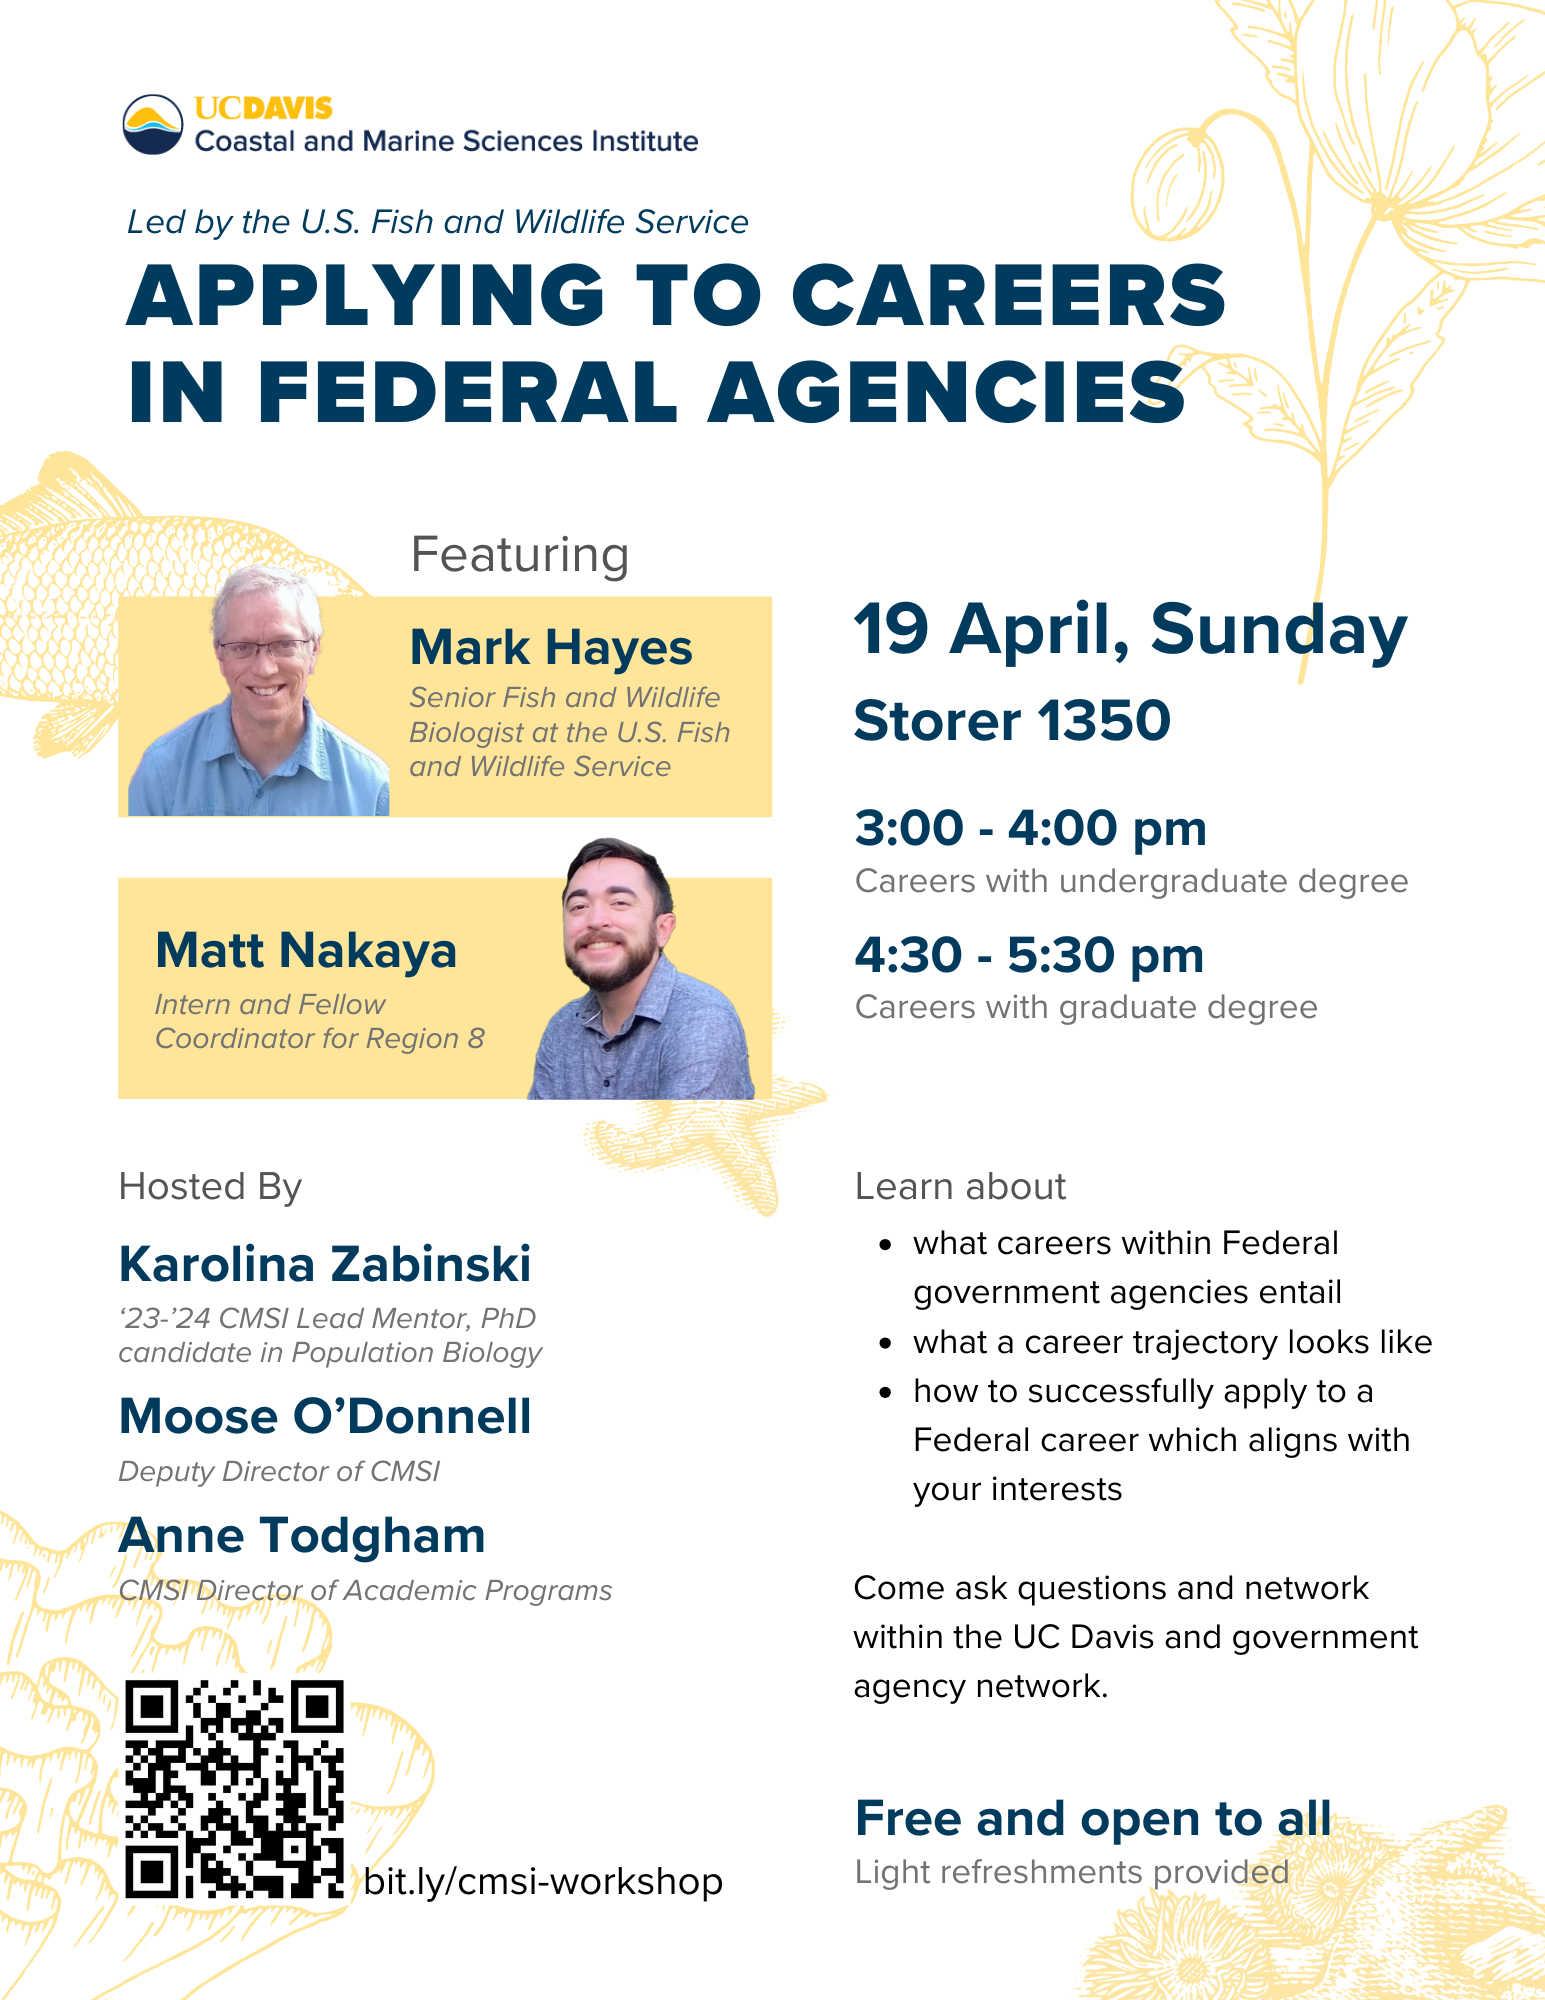 UCDAVIS
Coastal and Marine Sciences Institute
Led by the U.S. Fish and Wildlife Service
APPLYING TO CAREERS
IN FEDERAL AGENCIES
Featuring
Mark Hayes
Senior Fish and Wildlife
Biologist at the U.S. Fish
and Wildlife Service
Matt Nakaya
Intern and Fellow
Coordinator for Region 8
19 April, Sunday
Storer 1350
3:00 - 4:00 pm
Careers with undergraduate degree
4:30 - 5:30 pm
Careers with graduate degree
Hosted By
Karolina Zabinski
‘23-’24 CMSI Lead Mentor, PhD
candidate in Population Biology
Moose O’Donnell
Deputy Director of CMSI
Anne Todgham
CMSI Director of Academic Programs
bit.ly/cmsi-workshop
Learn about
• what careers within Federal
government agencies entail
• what a career trajectory looks like
• how to successfully apply to a
Federal career which aligns with
your interests
Come ask questions and network
within the UC Davis and government
agency network.
Free and open to all
Light refreshments provided